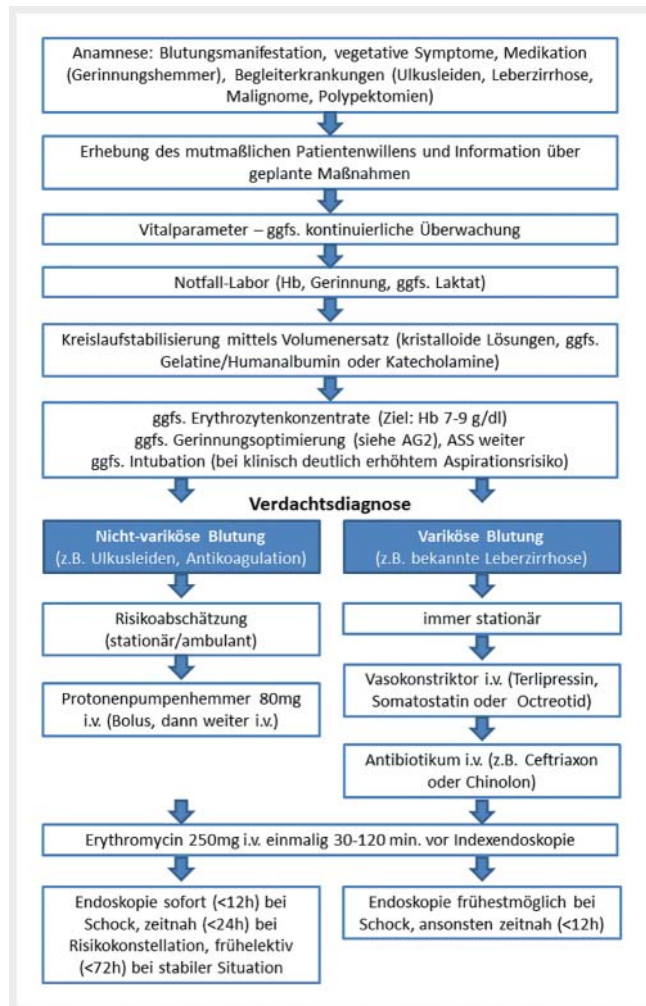 Anamnese: Blutungsmanifestation, vegetative Symptome, Medikation
(Gerinnungshemmer), Begleiterkrankungen (Ulkusleiden, Leberzirrhose,
Malignome, Polypektomien)
Erhebung des mutmaßlichen Patientenwillens und Information über
geplante Maßnahmen
Vitalparameter – ggfs. kontinuierliche Überwachung
Notfall-Labor (Hb, Gerinnung, ggfs. Laktat)
Kreislaufstabilisierung mittels Volumenersatz (kristalloide Lösungen, ggfs.
Gelatine/Humanalbumin oder Katecholamine)
ggfs. Erythrozytenkonzentrate (Ziel: Hb 7-9 g/dl)
ggfs. Gerinnungsoptimierung (siehe AG2), ASS weiter
ggfs. Intubation (bei klinisch deutlich erhöhtem Aspirationsrisiko)
Verdachtsdiagnose
Nicht-variköse Blutung
(z.B. Ulkusleiden, Antikoagulation)
Risikoabschätzung
(stationär/ambulant)
Protonenpumpenhemmer 80mg
i.v. (Bolus, dann weiter i.v.)
Variköse Blutung
(z.B. bekannte Leberzirrhose)
immer stationär
Vasokonstriktor i.v. (Terlipressin,
Somatostatin oder Octreotid)
Antibiotikum i.v. (z.B. Ceftriaxon
oder Chinolon)
Erythromycin 250mg i.v. einmalig 30-120 min. vor Indexendoskopie
Endoskopie sofort (<12h) bei
Schock, zeitnah (<24h) bei
Risikokonstellation, frühelektiv
(<72h) bei stabiler Situation
Endoskopie frühestmöglich bei
Schock, ansonsten zeitnah (<12h)